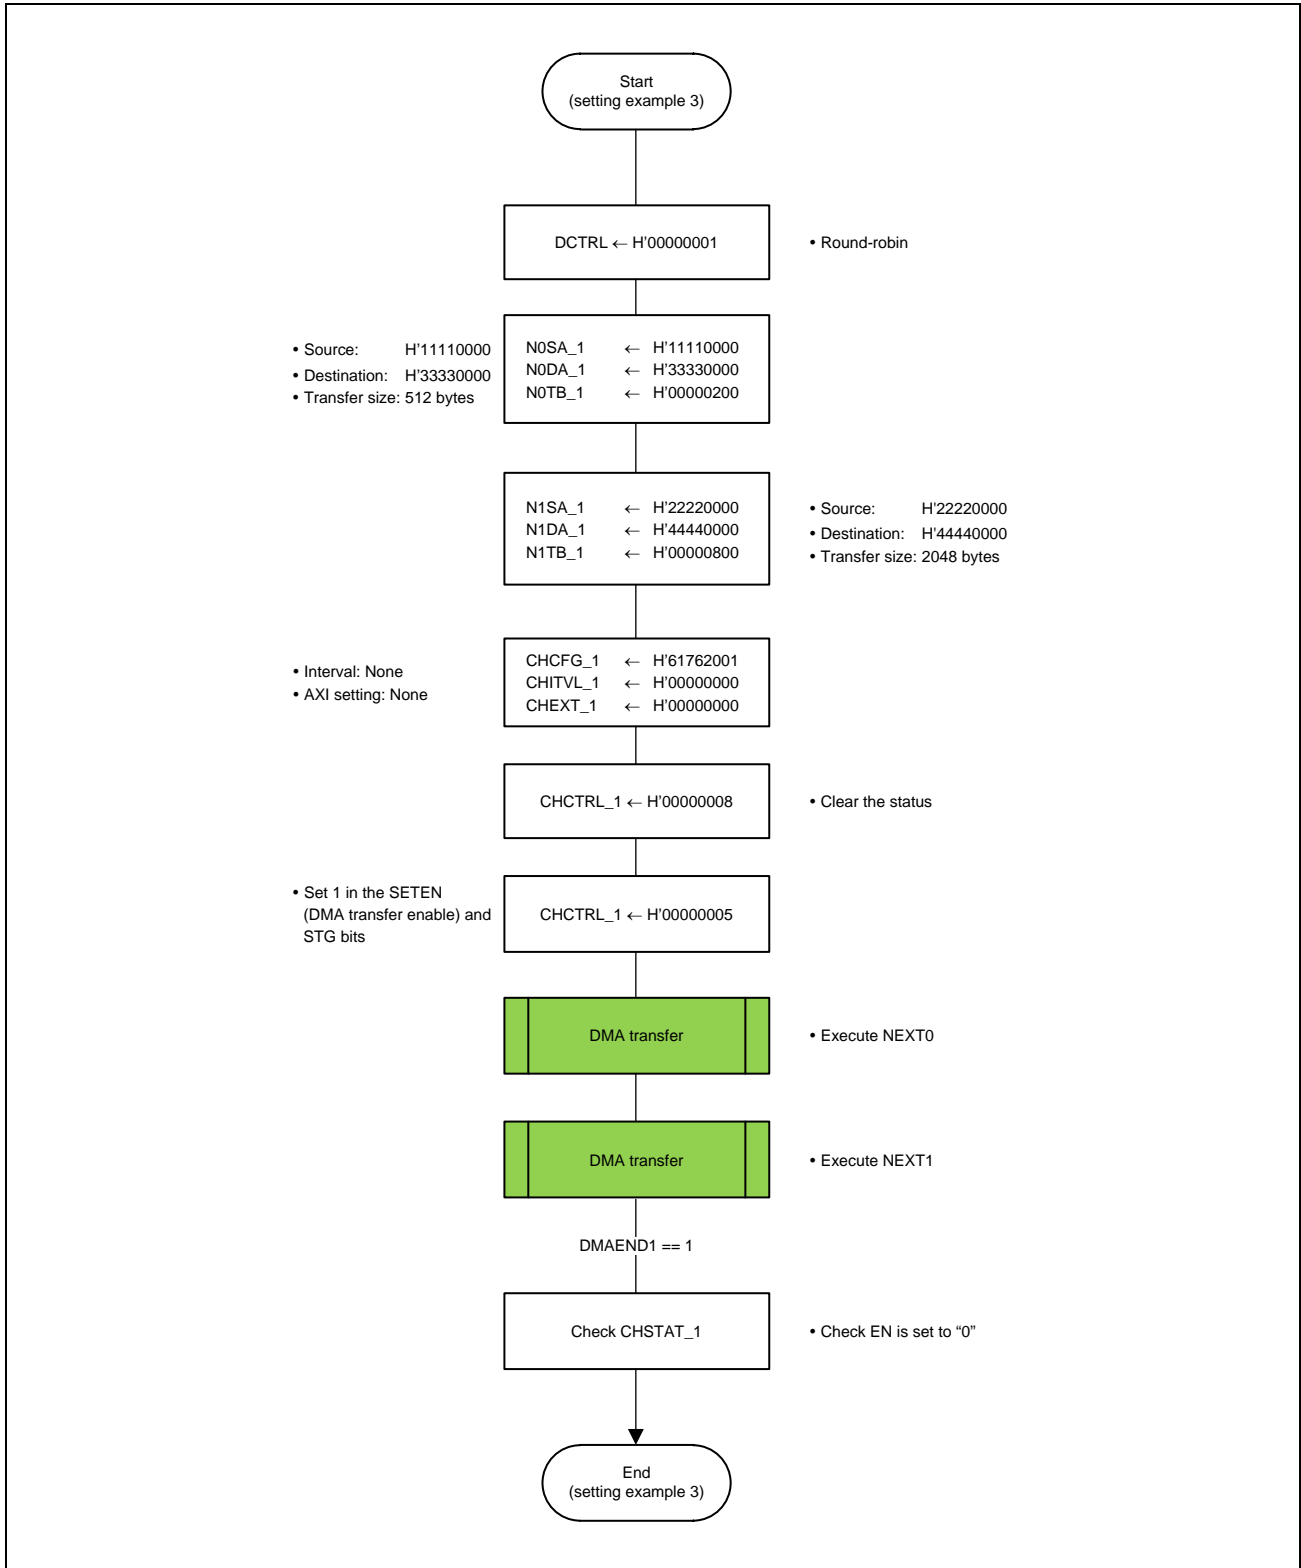 Start
(setting example 3)
DCTRL ← H’00000001
• Round-robin
• Source: H’11110000
• Destination: H’33330000
• Transfer size: 512 bytes
N0SA_1 ← H’11110000
N0DA_1 ← H’33330000
N0TB_1 ← H’00000200
N1SA_1 ← H’22220000
N1DA_1 ← H’44440000
N1TB_1 ← H’00000800
• Source: H’22220000
• Destination: H’44440000
• Transfer size: 2048 bytes
• Interval: None
• AXI setting: None
CHCFG_1 ← H’61762001
CHITVL_1 ← H’00000000
CHEXT_1 ← H’00000000
CHCTRL_1 ← H’00000008
• Clear the status
• Set 1 in the SETEN
(DMA transfer enable) and
STG bits
CHCTRL_1 ← H’00000005
DMA transfer
• Execute NEXT0
DMA transfer
• Execute NEXT1
DMAEND1 == 1
Check CHSTAT_1
• Check EN is set to “0”
End
(setting example 3)